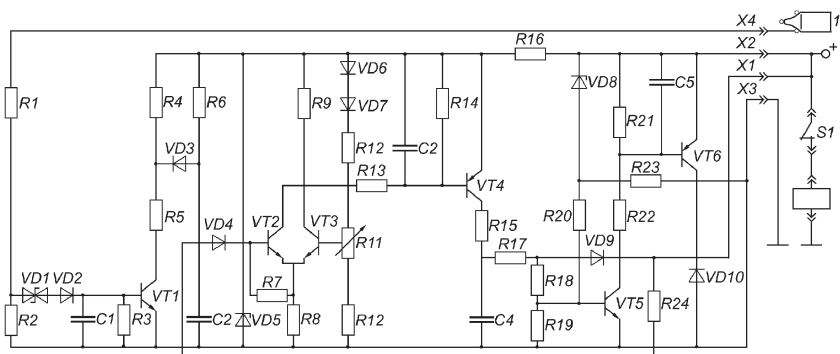 X4
1
R16
X2
+
X1
VD6
VD8
C5
X3
R1
R4
R6
R9
VD7
R14
R21
S1
R12
C2
VD3
R13
VT6
R23
VT4
R5
VD4
VT2
VT3
R15
R20
R22
R11
R17
VD9
VD1
VD2
VT1
R7
R18
VD10
R2
C1
R3
C2
VD5
R8
R12
C4
R19
VT5
R24